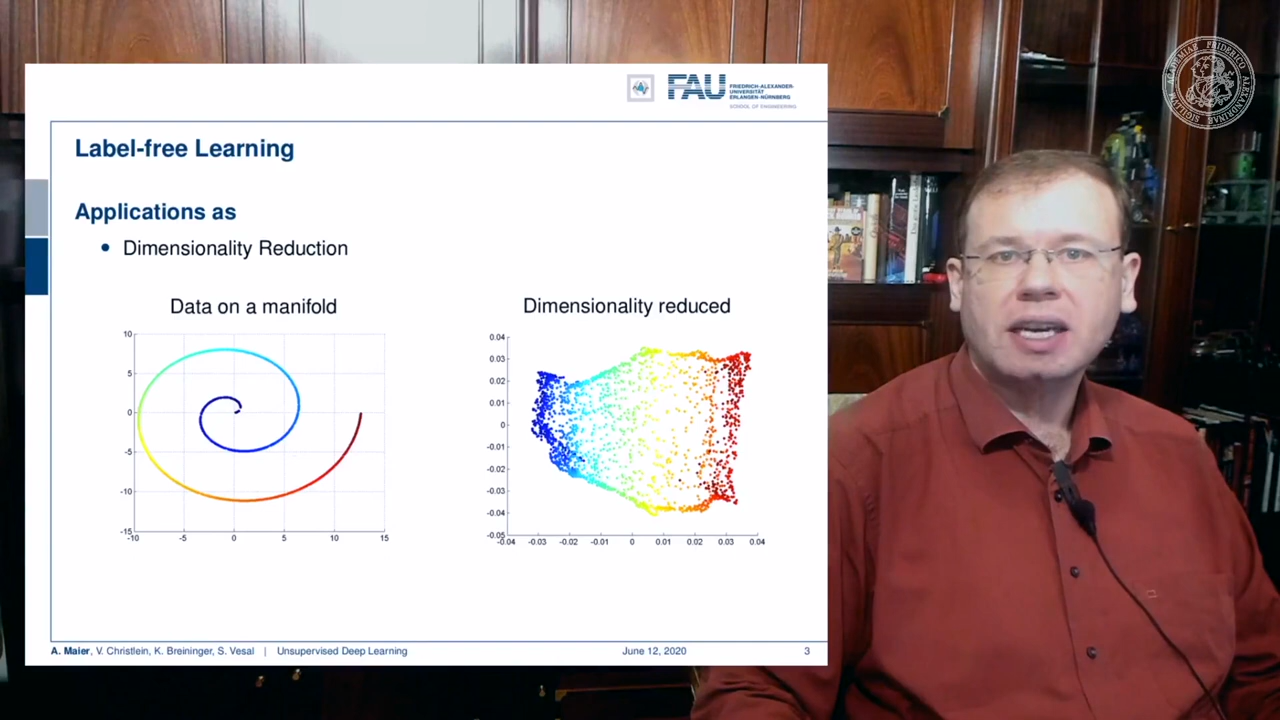 FAU
FRIEDRICH-ALEXANDER-
UNIVERSITÄT
ERLANGEN-NÜRNBERG
SCHOOL OF ENGINEERING
Label-free Learning
Applications as
• Dimensionality Reduction
Data on a manifold
Dimensionality reduced
10
5
0
-5
-10
-15
-10 -5 0 5 10 15
0.04
0.03
0.02
0.01
0
-0.01
-0.02
-0.03
-0.04
-0.05
-0.04 -0.03 -0.02 -0.01 0 0.01 0.02 0.03 0.04
A. Maier, V. Christlein, K. Breininger, S. Vesal | Unsupervised Deep Learning
June 12, 2020
3